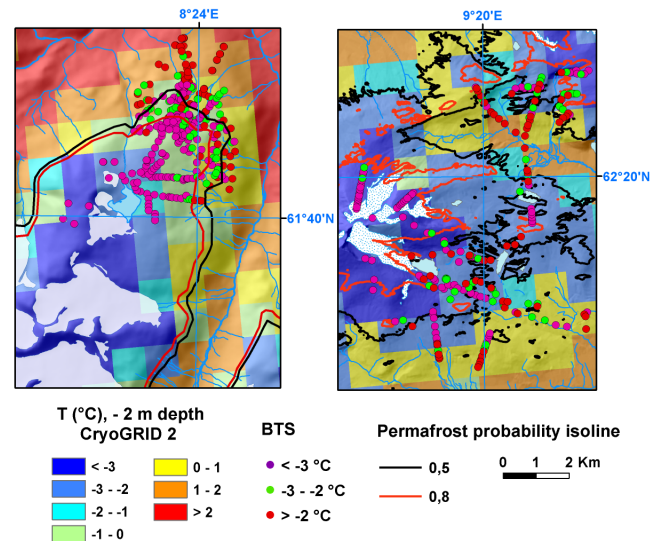 8°24'E
9°20'E
62°20'N
61°40'N
T (°C), - 2 m depth
CryoGRID 2
< -3
-3 - -2
-2 - -1
-1 - 0
0 - 1
1 - 2
> 2
BTS
< -3 °C
-3 - -2 °C
> -2 °C
Permafrost probability isoline
0,5
0,8
0 1 2 Km